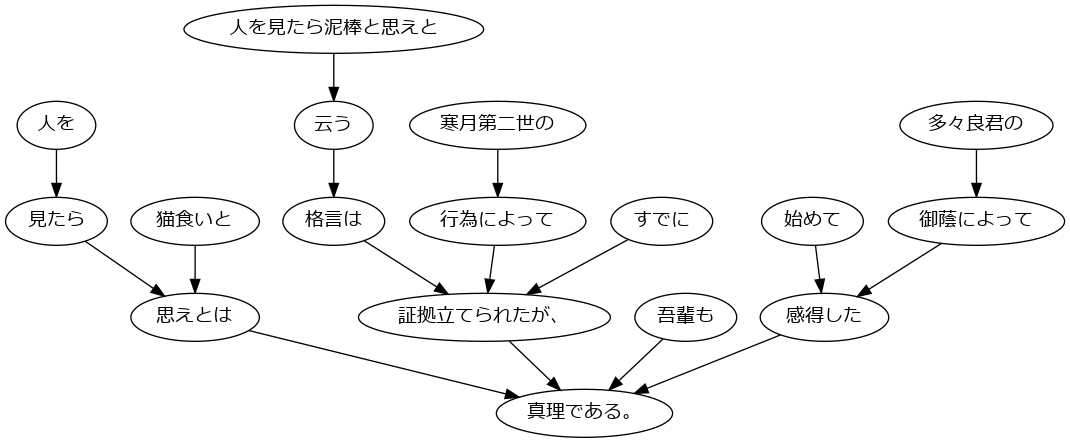 人を見たら泥棒と思えと
人を
云う
寒月第二世の
多々良君の
見たら
猫食いと
格言は
行為によって
すでに
始めて
御蔭によって
思えとは
証拠立てられたが、
吾輩も
感得した
真理である。